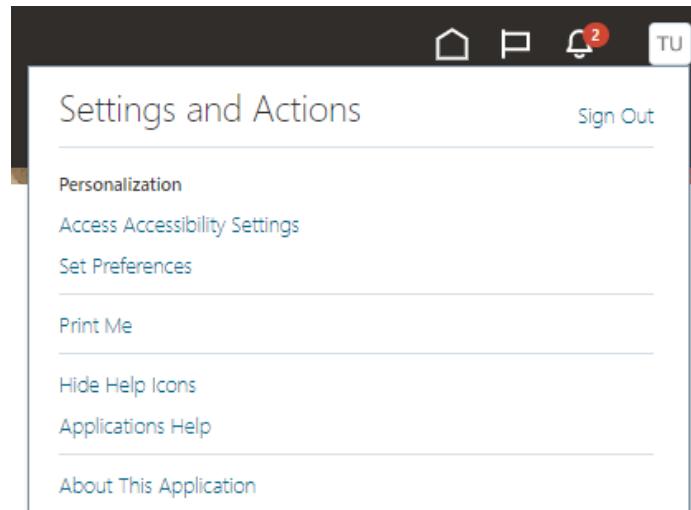 2
TU
Settings and Actions
Sign Out
Personalization
Access Accessibility Settings
Set Preferences
Print Me
Hide Help Icons
Applications Help
About This Application